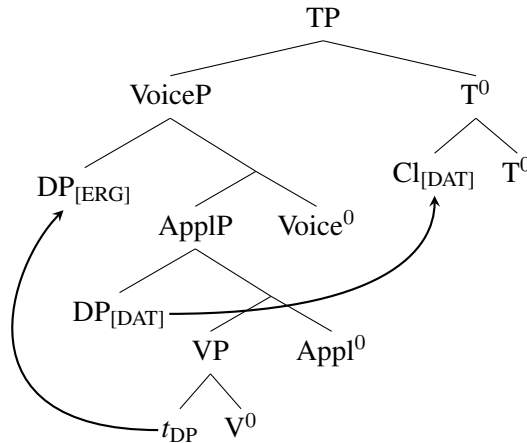 TP
VoiceP T⁰
DP[ERG] Cl[DAT] T⁰
ApplP Voice⁰
DP[DAT]
VP Appl⁰
tDP V⁰